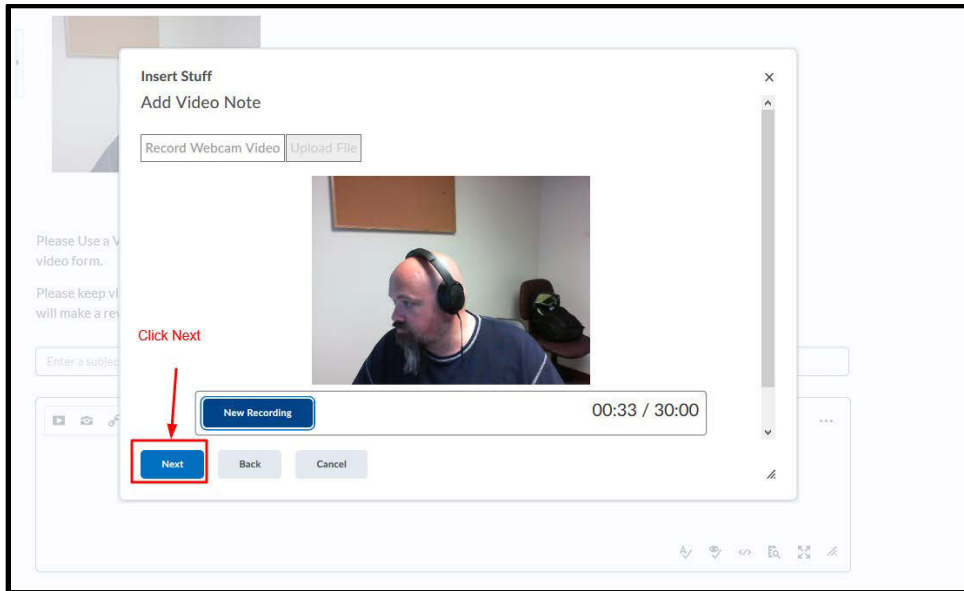 Insert Stuff
Add Video Note
Record Webcam Video Upload File
Please Use a V
video form.
Please keep vi
will make a re
Click Next
Enter a subjec
New Recording 00:33 / 30:00
Next Back Cancel